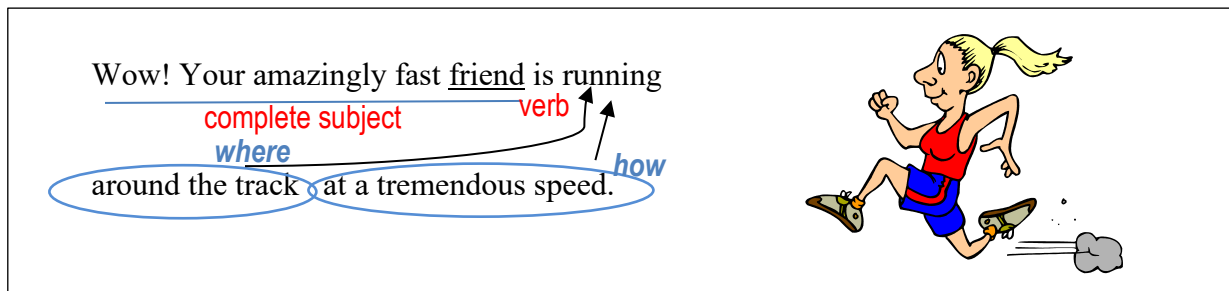 Wow! Your amazingly fast friend is running
complete subject verb
where
how
around the track at a tremendous speed.